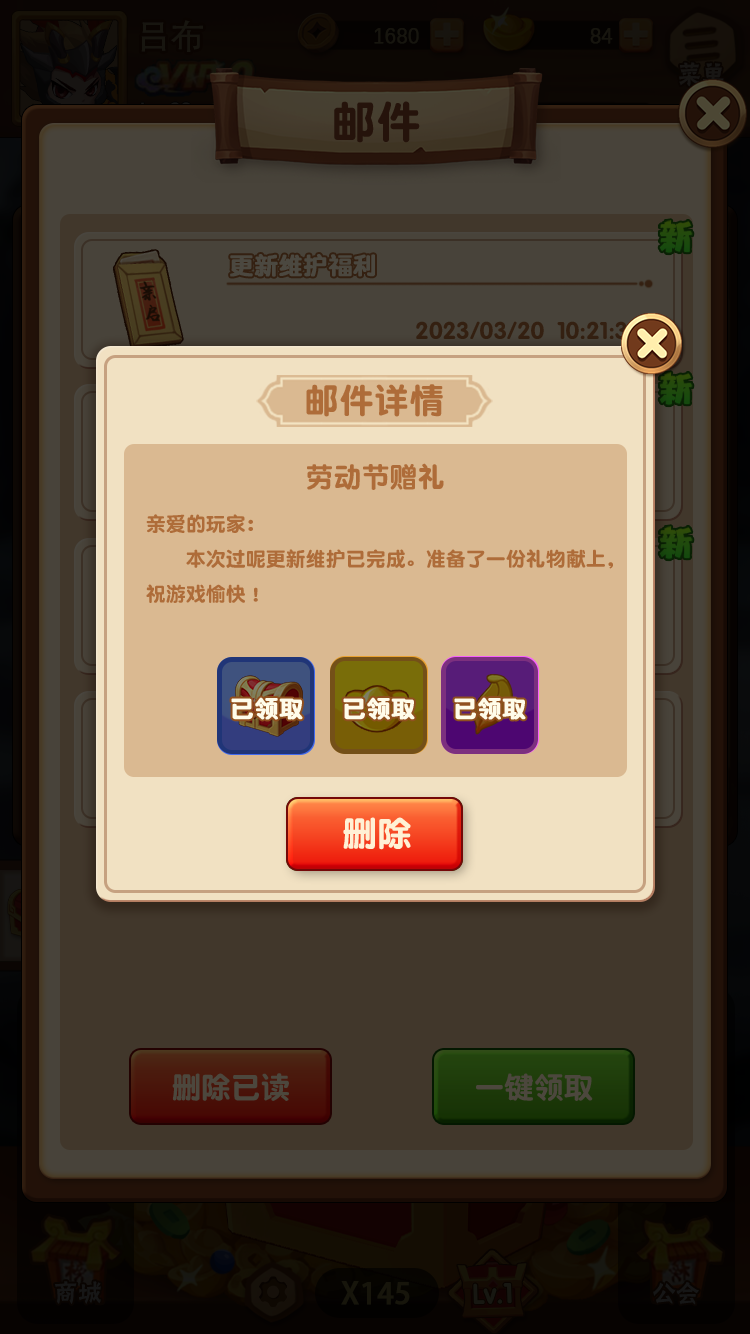 吕布
1680
84
菜单
邮件
新
更新维护福利
亲启
2023/03/20
新
邮件详情
劳动节赠礼
亲爱的玩家：
本次过呢更新维护已完成。准备了一份礼物献上，
祝游戏愉快！
新
已领取 已领取 已领取
删除
删除已读 一键领取
商城
X145
Lv.1
公会